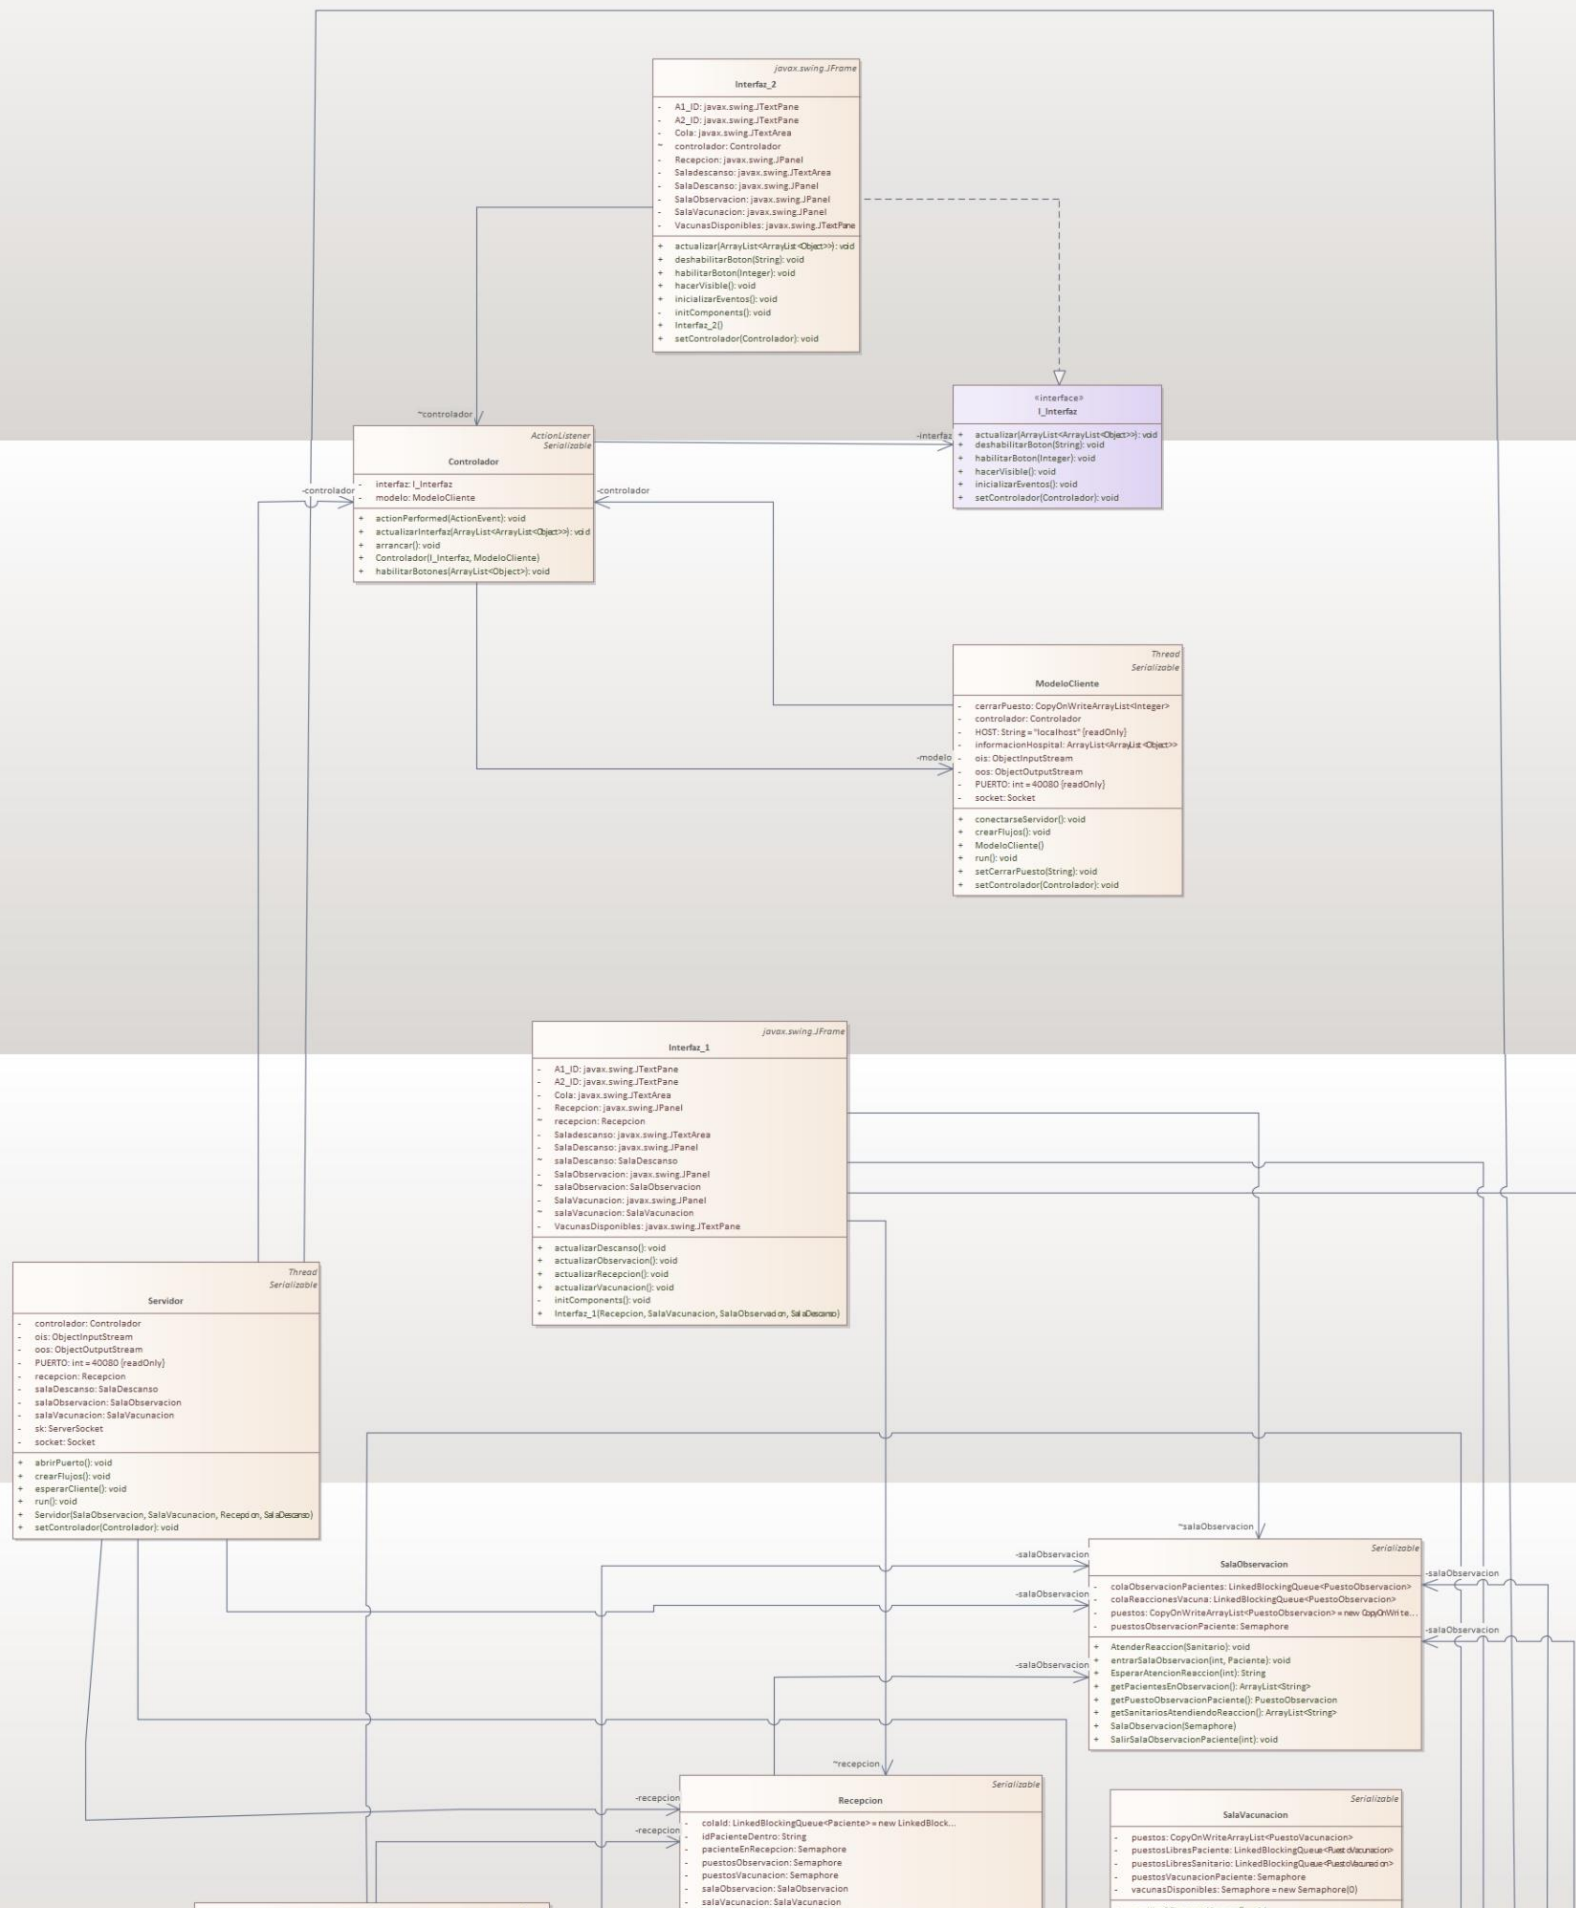 javax.swing.JFrame
Interfaz_2
- A1_ID: javax.swing.JTextPane
- A2_ID: javax.swing.JTextPane
- Cola: javax.swing.JTextArea
~ controlador: Controlador
- Recepcion: javax.swing.JPanel
- Saladescanso: javax.swing.JTextArea
- SalaDescanso: javax.swing.JPanel
- SalaObservacion: javax.swing.JPanel
- SalaVacunacion: javax.swing.JPanel
- VacunasDisponibles: javax.swing.JTextPane
+ actualizar(ArrayList<ArrayList<Object>>): void
+ deshabilitarBoton(String): void
+ habilitarBoton(Integer): void
+ hacerVisible(): void
+ inicializarEventos(): void
- initComponents(): void
+ Interfaz_2()
+ setControlador(Controlador): void
«interface»
I_Interfaz
+ actualizar(ArrayList<ArrayList<Object>>): void
+ deshabilitarBoton(String): void
+ habilitarBoton(Integer): void
+ hacerVisible(): void
+ inicializarEventos(): void
+ setControlador(Controlador): void
~controlador
-interfaz
-controlador
-controlador
ActionListener
Serializable
Controlador
- interfaz: I_Interfaz
- modelo: ModeloCliente
+ actionPerformed(ActionEvent): void
+ actualizarInterfaz(ArrayList<ArrayList<Object>>): void
+ arrancar(): void
+ Controlador(I_Interfaz, ModeloCliente)
+ habilitarBotones(ArrayList<Object>): void
Thread
Serializable
ModeloCliente
- cerrarPuesto: CopyOnWriteArrayList<Integer>
- controlador: Controlador
- HOST: String = "localhost" {readOnly}
- informacionHospital: ArrayList<ArrayList<Object>>
- ois: ObjectInputStream
- oos: ObjectOutputStream
- PUERTO: int = 40080 {readOnly}
- socket: Socket
+ conectarseServidor(): void
+ crearFlujos(): void
+ ModeloCliente()
+ run(): void
+ setCerrarPuesto(String): void
+ setControlador(Controlador): void
-modelo
javax.swing.JFrame
Interfaz_1
- A1_ID: javax.swing.JTextPane
- A2_ID: javax.swing.JTextPane
- Cola: javax.swing.JTextArea
- Recepcion: javax.swing.JPanel
~ recepcion: Recepcion
- Saladescanso: javax.swing.JTextArea
- SalaDescanso: javax.swing.JPanel
~ salaDescanso: SalaDescanso
- SalaObservacion: javax.swing.JPanel
~ salaObservacion: SalaObservacion
- SalaVacunacion: javax.swing.JPanel
~ salaVacunacion: SalaVacunacion
- VacunasDisponibles: javax.swing.JTextPane
+ actualizarDescanso(): void
+ actualizarObservacion(): void
+ actualizarRecepcion(): void
+ actualizarVacunacion(): void
- initComponents(): void
+ Interfaz_1(Recepcion, SalaVacunacion, SalaObservacion, SalaDescanso)
Thread
Serializable
Servidor
- controlador: Controlador
- ois: ObjectInputStream
- oos: ObjectOutputStream
- PUERTO: int = 40080 {readOnly}
- recepcion: Recepcion
- salaDescanso: SalaDescanso
- salaObservacion: SalaObservacion
- salaVacunacion: SalaVacunacion
- sk: ServerSocket
- socket: Socket
+ abrirPuerto(): void
+ crearFlujos(): void
+ esperarCliente(): void
+ run(): void
+ Servidor(SalaObservacion, SalaVacunacion, Recepcion, SalaDescanso)
+ setControlador(Controlador): void
~salaObservacion
-salaObservacion
-salaObservacion
-salaObservacion
-salaObservacion
-salaObservacion
Serializable
SalaObservacion
- colaObservacionPacientes: LinkedBlockingQueue<PuestoObservacion>
- colaReaccionesVacuna: LinkedBlockingQueue<PuestoObservacion>
- puestos: CopyOnWriteArrayList<PuestoObservacion> = new CopyOnWrite...
- puestosObservacionPaciente: Semaphore
+ AtenderReaccion(Sanitario): void
+ entrarSalaObservacion(int, Paciente): void
+ EsperarAtencionReaccion(int): String
+ getPacientesEnObservacion(): ArrayList<String>
+ getPuestoObservacionPaciente(): PuestoObservacion
+ getSanitariosAtendiendoReaccion(): ArrayList<String>
+ SalaObservacion(Semaphore)
+ SalirSalaObservacionPaciente(int): void
~recepcion
-recepcion
-recepcion
Serializable
Recepcion
- colaId: LinkedBlockingQueue<Paciente> = new LinkedBlock...
- idPacienteDentro: String
- pacienteEnRecepcion: Semaphore
- puestosObservacion: Semaphore
- puestosVacunacion: Semaphore
- salaObservacion: SalaObservacion
- salaVacunacion: SalaVacunacion
Serializable
SalaVacunacion
- puestos: CopyOnWriteArrayList<PuestoVacunacion>
- puestosLibresPaciente: LinkedBlockingQueue<PuestoVacunacion>
- puestosLibresSanitario: LinkedBlockingQueue<PuestoVacunacion>
- puestosVacunacionPaciente: Semaphore
- vacunasDisponibles: Semaphore = new Semaphore(0)